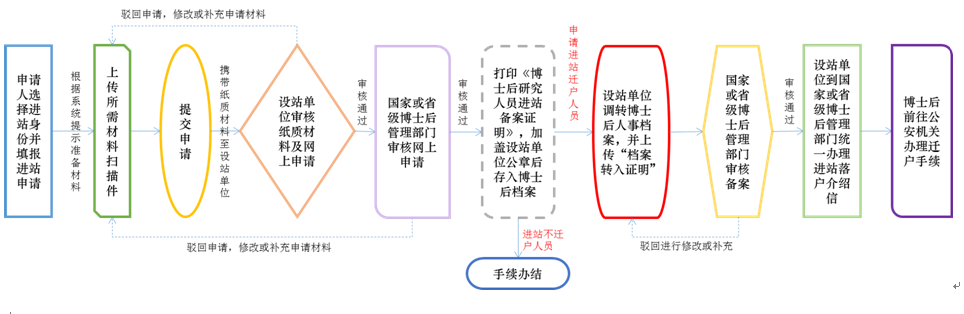 驳回申请，修改或补充申请材料
申请
人选
择进
站身
份并
填报
进站
申请
根据系统提示准备材料
上传
所需
材料
扫描
件
提交
申请
携带纸质材料至设站单位
设站单
位审核
纸质材
料及网
上申请
审核通过
国家或省
级博士后
管理部门
审核网上
申请
审核通过
打印《博
士后研究
人员进站
备案证
明》，加
盖设站单
位公章后
存入博士
后档案
申请进站迁户人员
设站单位
调转博士
后人事档
案，并上
传“档案
转入证明”
国家
或省
级博
士后
管理
部门
审核
备案
审核通过
设站单
位到国
家或省
级博士
后管理
部门统
一办理
进站落
户介绍
信
博士后
前往公
安机关
办理迁
户手续
驳回申请，修改或补充申请材料
进站不迁
户人员
驳回进行修改或补充
手续办结